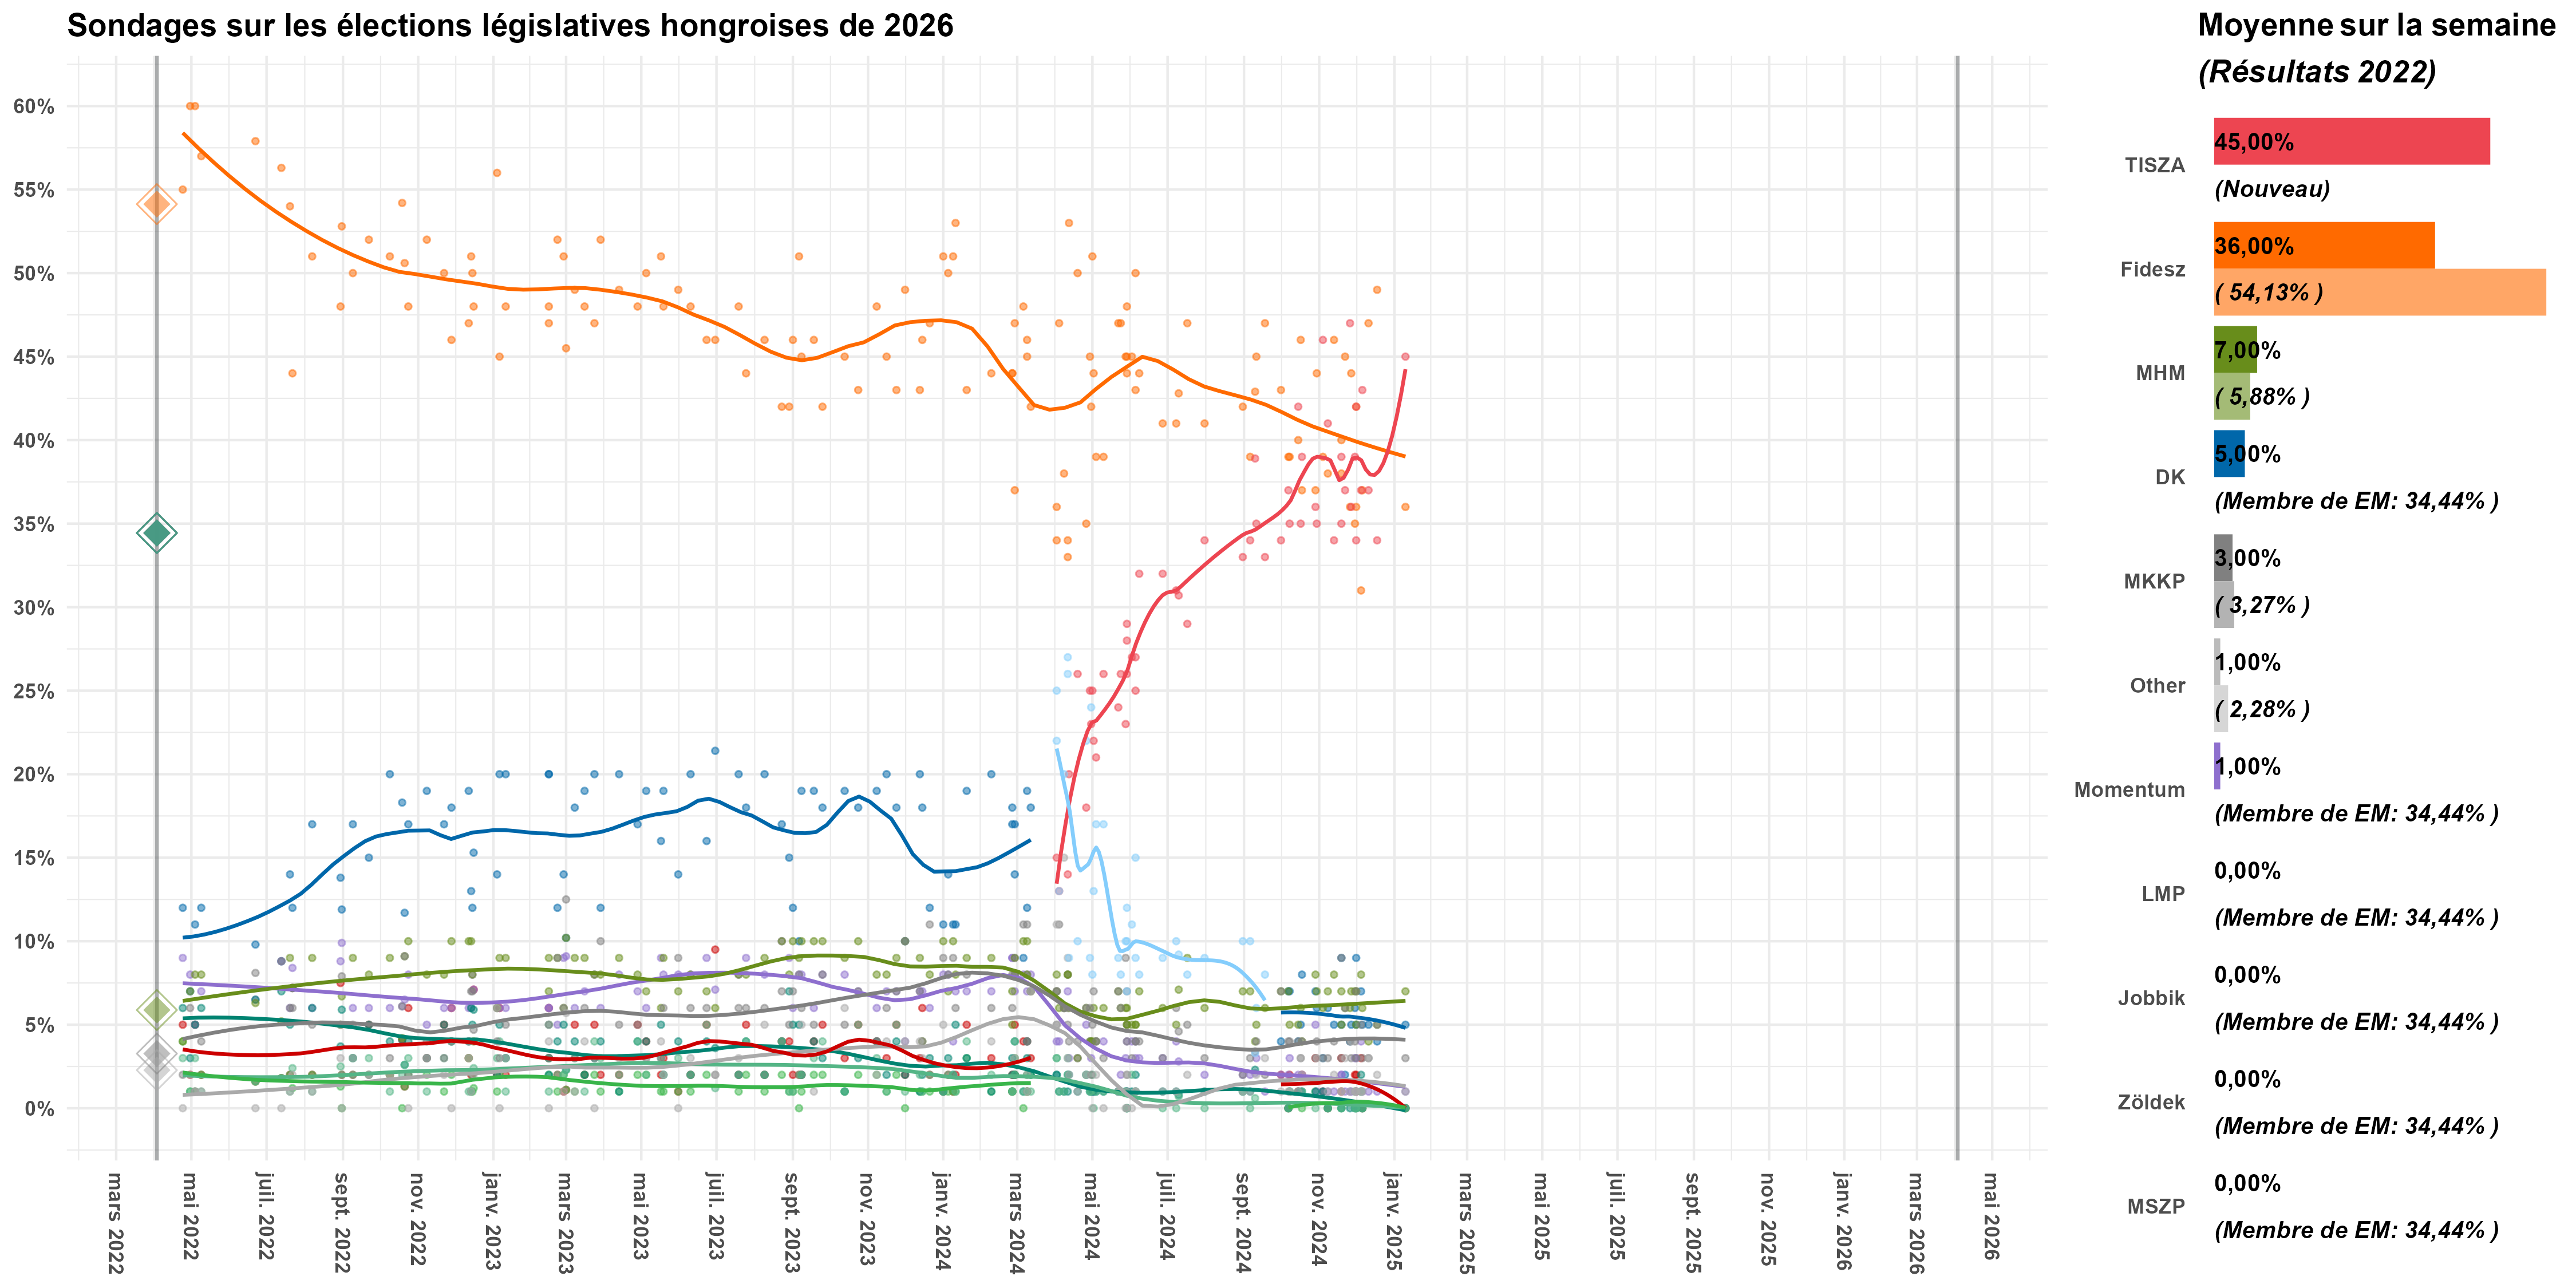 Sondages sur les élections législatives hongroises de 2026
60%
55%
50%
45%
40%
35%
30%
25%
20%
15%
10%
5%
0%
mars 2022
mai 2022
juil. 2022
sept. 2022
nov. 2022
janv. 2023
mars 2023
mai 2023
juil. 2023
sept. 2023
nov. 2023
janv. 2024
mars 2024
mai 2024
juil. 2024
sept. 2024
nov. 2024
janv. 2025
mars 2025
mai 2025
juil. 2025
sept. 2025
nov. 2025
janv. 2026
mars 2026
mai 2026
Moyenne sur la semaine
(Résultats 2022)
TISZA
45,00%
(Nouveau)
Fidesz
36,00%
( 54,13% )
MHM
7,00%
( 5,88% )
DK
5,00%
(Membre de EM: 34,44% )
MKKP
3,00%
( 3,27% )
Other
1,00%
( 2,28% )
Momentum
1,00%
(Membre de EM: 34,44% )
LMP
0,00%
(Membre de EM: 34,44% )
Jobbik
0,00%
(Membre de EM: 34,44% )
Zöldek
0,00%
(Membre de EM: 34,44% )
MSZP
0,00%
(Membre de EM: 34,44% )